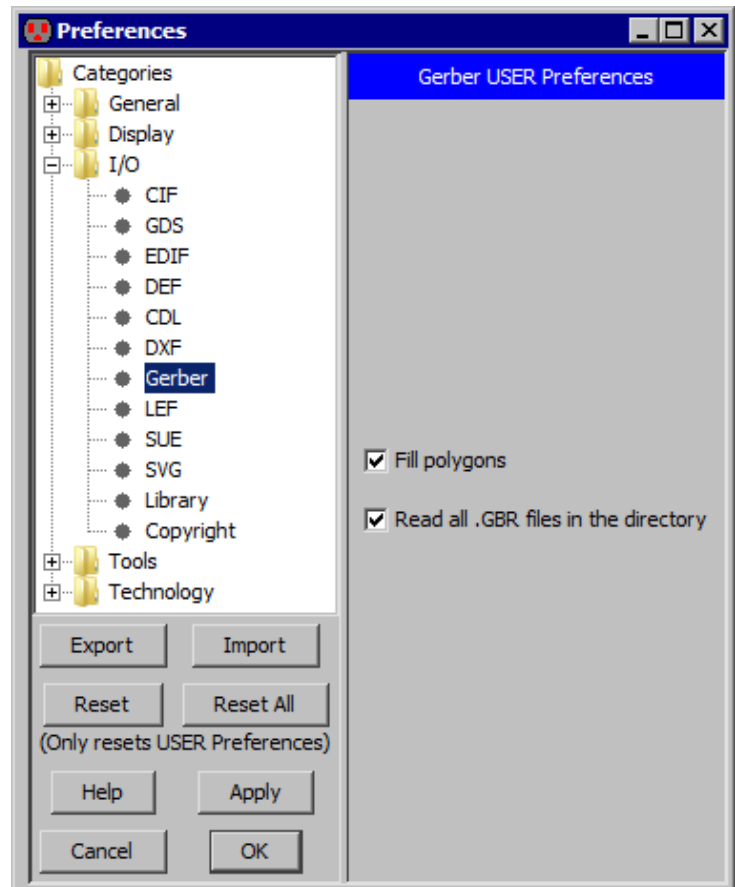 Preferences
Categories
General
Display
I/O
CIF
GDS
EDIF
DEF
CDL
DXF
Gerber
LEF
SUE
SVG
Library
Copyright
Tools
Technology
Export Import
Reset Reset All
(Only resets USER Preferences)
Help Apply
Cancel OK
Gerber USER Preferences
Fill polygons
Read all .GBR files in the directory